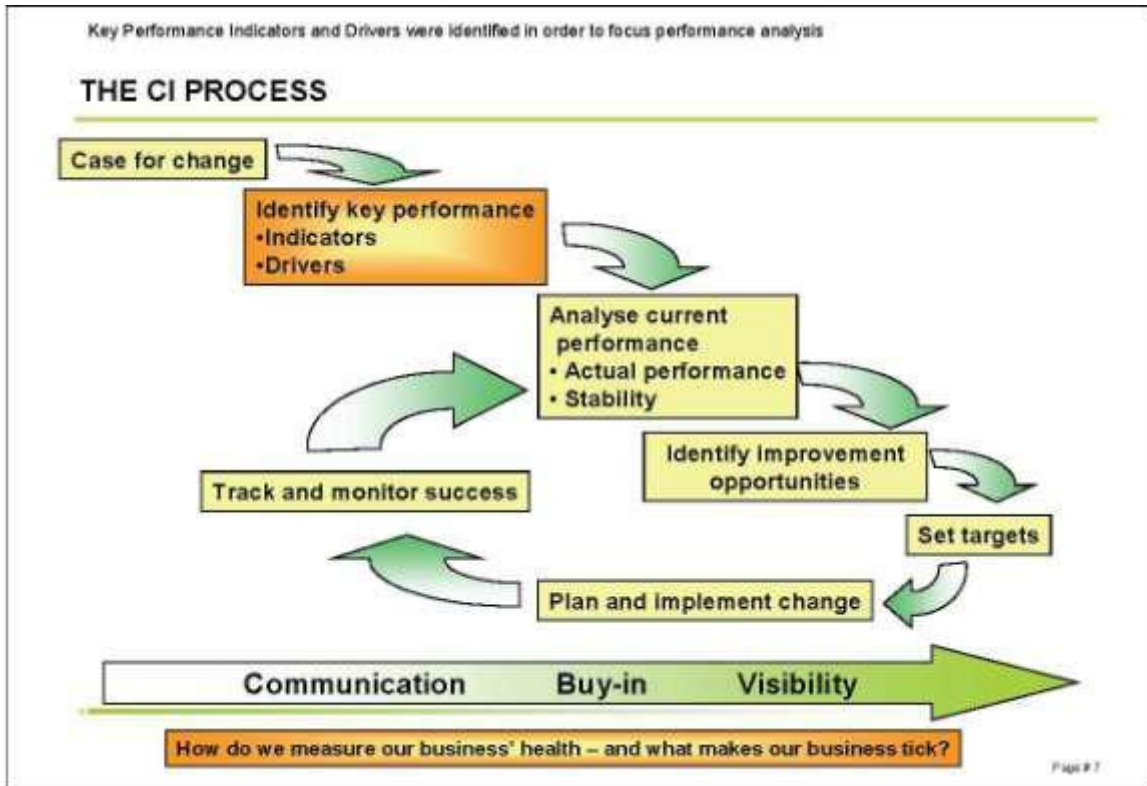 Key Performance Indicators and Drivers were identified in order to focus performance analysis
THE CI PROCESS
Case for change
Identify key performance
•Indicators
•Drivers
Analyse current
performance
• Actual performance
• Stability
Identify improvement
opportunities
Track and monitor success
Set targets
Plan and implement change
Communication Buy-in Visibility
How do we measure our business' health – and what makes our business tick?
Page # 7